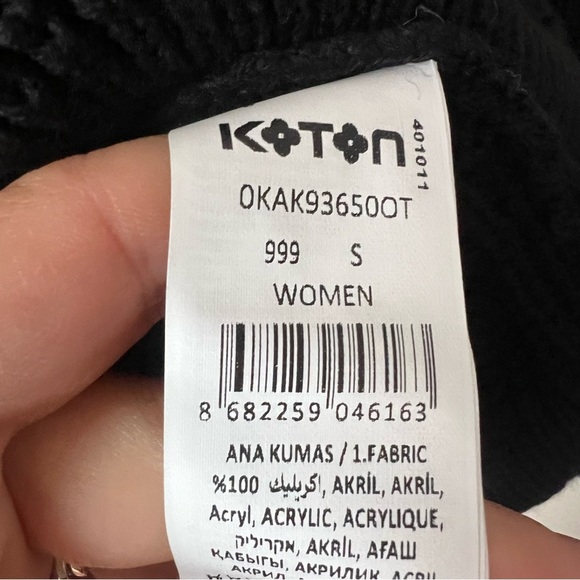 KOTON
401011
0KAK93650OT
999 S
WOMEN
8 682259 046163
ANA KUMAS / 1.FABRIC
%100 اكريليك, AKRİL, AKRİL,
Acryl, ACRYLIC, ACRYLIQUE,
אקריליק, AKRİL, АҒАШ
ҚАБЫҒЫ, АКРИЛИК, ACRIL